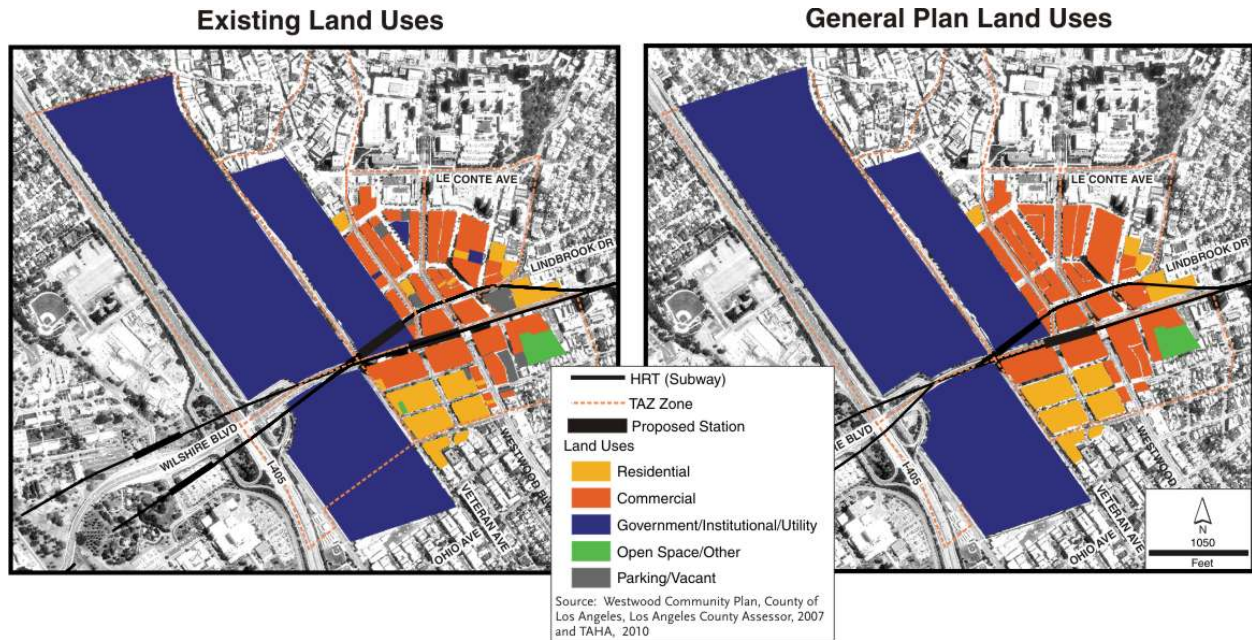 Existing Land Uses
General Plan Land Uses
LE CONTE AVE
LINDBROOK DR
WILSHIRE BLVD
I-405
WESTWOOD BL
VETERAN AVE
OHIO AVE
HRT (Subway)
TAZ Zone
Proposed Station
Land Uses
Residential
Commercial
Government/Institutional/Utility
Open Space/Other
Parking/Vacant
Source: Westwood Community Plan, County of
Los Angeles, Los Angeles County Assessor, 2007
and TAHA, 2010
LE CONTE AVE
LINDBROOK DR
E BLVD
I-405
WESTWOOD BL
VETERAN AVE
OHIO AVE
N
1050
Feet